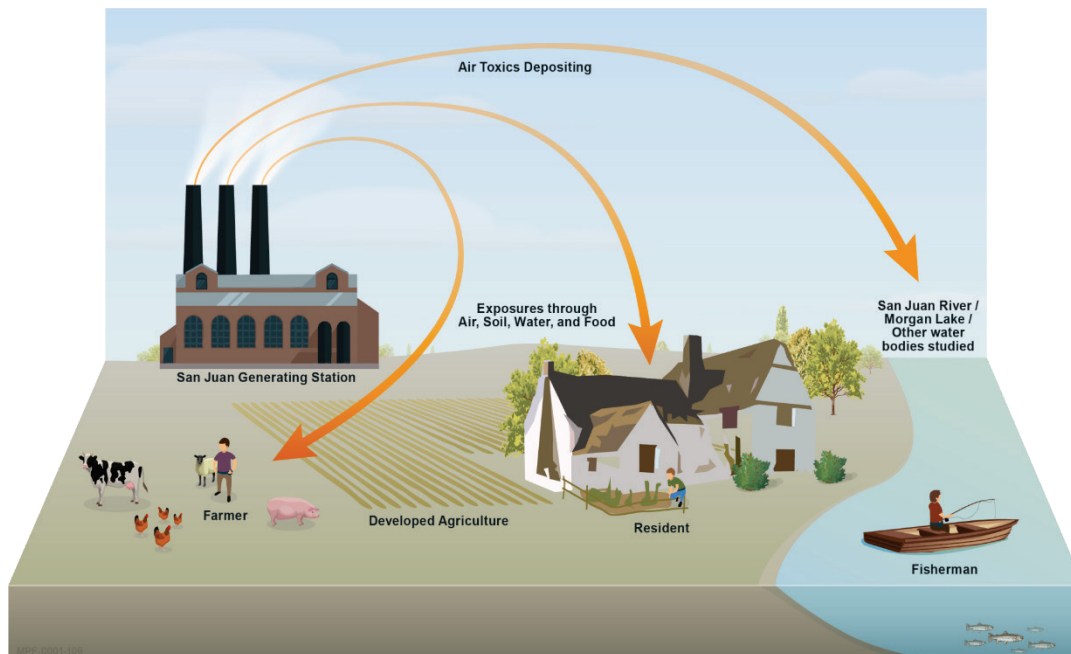 Air Toxics Depositing
Exposures through
Air, Soil, Water, and Food
San Juan River /
Morgan Lake /
Other water
bodies studied
San Juan Generating Station
Farmer
Developed Agriculture
Resident
Fisherman